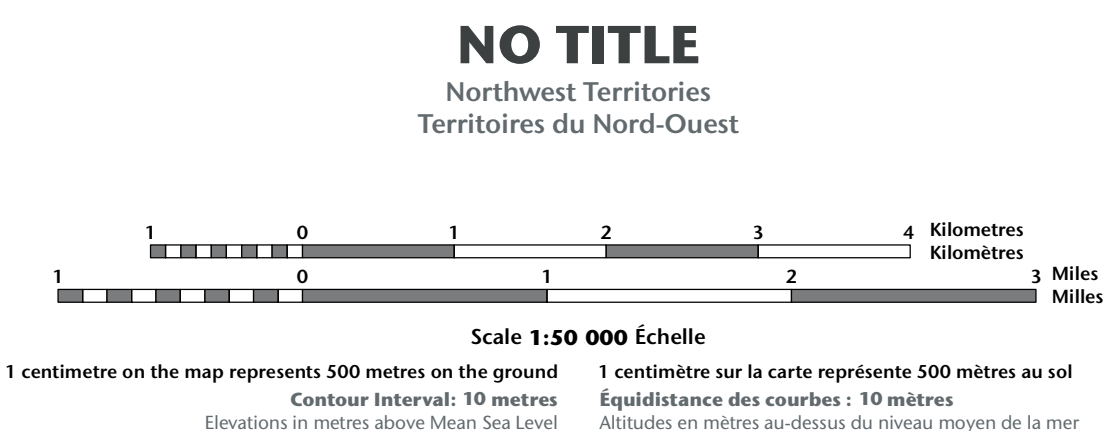 NO TITLE
Northwest Territories
Territoires du Nord-Ouest
1 0 1 2 3 4 Kilometres
Kilomètres
1 0 1 2 3 Miles
Milles
Scale 1:50 000 Échelle
1 centimetre on the map represents 500 metres on the ground
1 centimètre sur la carte représente 500 mètres au sol
Contour Interval: 10 metres
Équidistance des courbes : 10 mètres
Elevations in metres above Mean Sea Level
Altitudes en mètres au-dessus du niveau moyen de la mer